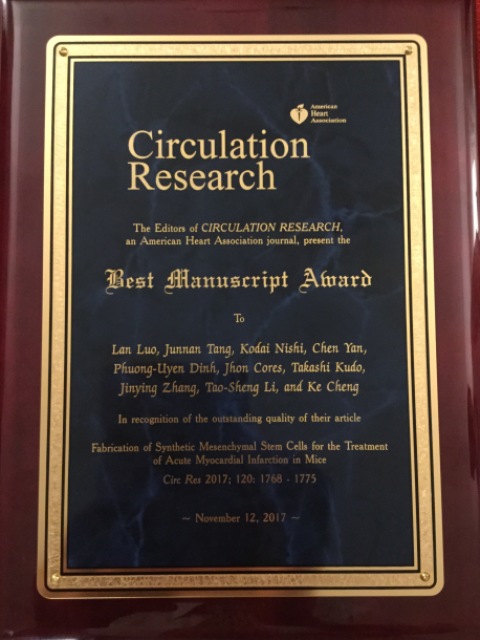 American
Heart
Association
Circulation
Research
The Editors of CIRCULATION RESEARCH,
an American Heart Association journal, present the
Best Manuscript Award
To
Lan Luo, Junnan Tang, Kodai Nishi, Chen Yan,
Phuong-Uyen Dinh, Jhon Cores, Takashi Kudo,
Jinying Zhang, Tao-Sheng Li, and Ke Cheng
In recognition of the outstanding quality of their article
Fabrication of Synthetic Mesenchymal Stem Cells for the Treatment
of Acute Myocardial Infarction in Mice
Circ Res 2017; 120: 1768 - 1775
~ November 12, 2017 ~